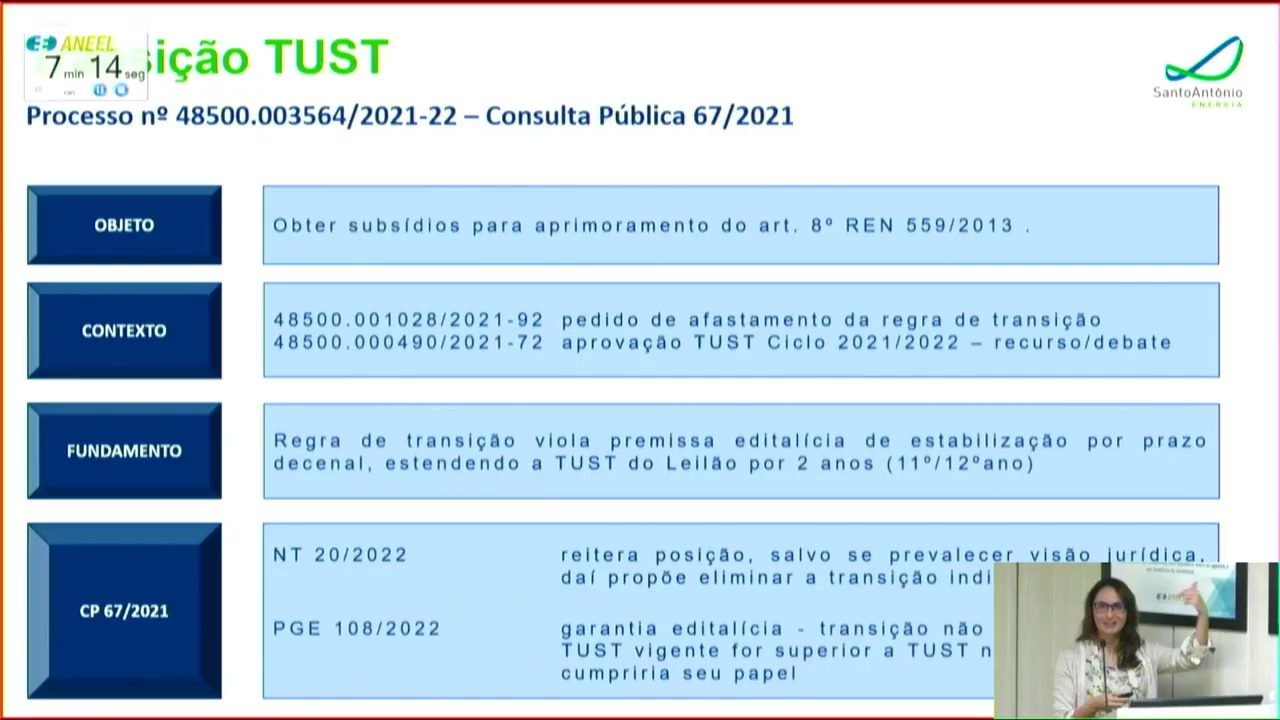 ANEEL
7 min 14 seg
sição TUST
SantoAntônio
ENERGIA
Processo nº 48500.003564/2021-22 – Consulta Pública 67/2021
OBJETO
Obter subsídios para aprimoramento do art. 8º REN 559/2013 .
CONTEXTO
48500.001028/2021-92 pedido de afastamento da regra de transição
48500.000490/2021-72 aprovação TUST Ciclo 2021/2022 – recurso/debate
FUNDAMENTO
Regra de transição viola premissa editalícia de estabilização por prazo
decenal, estendendo a TUST do Leilão por 2 anos (11º/12ºano)
CP 67/2021
NT 20/2022 reitera posição, salvo se prevalecer visão jurídica,
daí propõe eliminar a transição indi
PGE 108/2022 garantia editalícia - transição não
TUST vigente for superior a TUST n
cumpriria seu papel